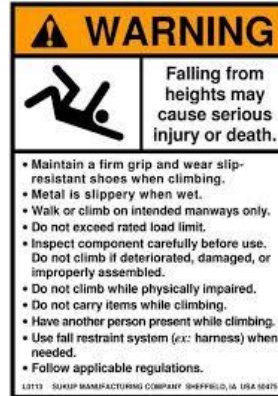 WARNING
Falling from
heights may
cause serious
injury or death.
• Maintain a firm grip and wear slip-
resistant shoes when climbing.
• Metal is slippery when wet.
• Walk or climb on intended manways only.
• Do not exceed rated load limit.
• Inspect component carefully before use.
Do not climb if deteriorated, damaged, or
improperly assembled.
• Do not climb while physically impaired.
• Do not carry items while climbing.
• Have another person present while climbing.
• Use fall restraint system (ex: harness) when
needed.
• Follow applicable regulations.
L0113 SUKUP MANUFACTURING COMPANY SHEFFIELD, IA USA 50475